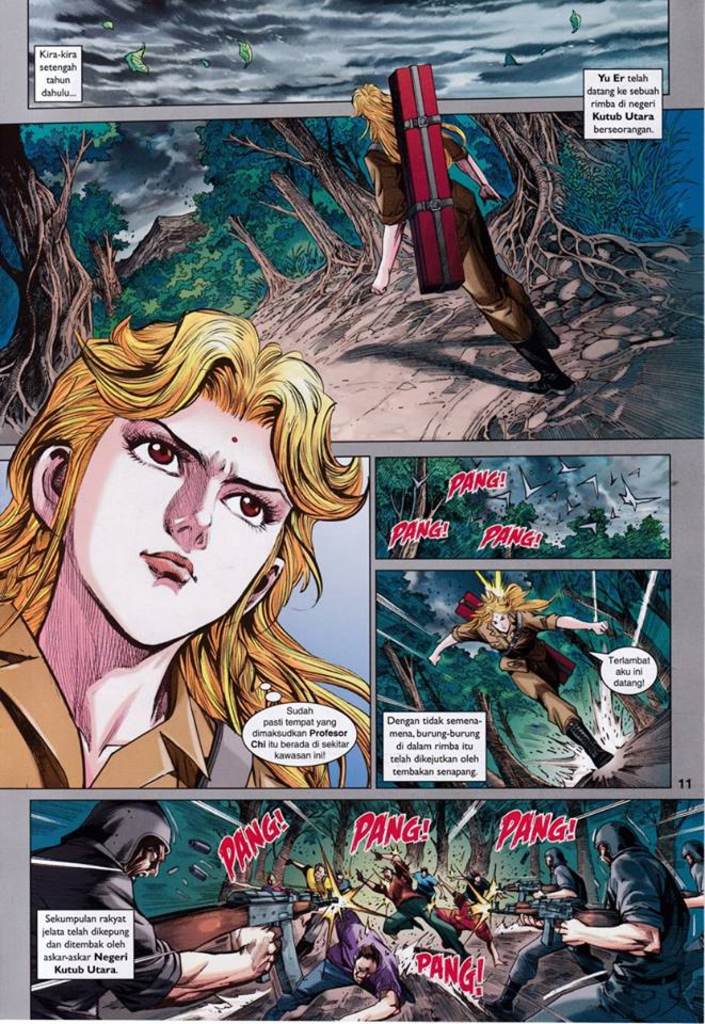 Kira-kira
setengah
tahun
dahulu...
Yu Er telah
datang ke sebuah
rimba di negeri
Kutub Utara
berseorangan.
Sudah
pasti tempat yang
dimaksudkan Profesor
Chi itu berada di sekitar
kawasan ini!
PANG!
PANG!
PANG!
Terlambat
aku ini
datang!
Dengan tidak semena-
mena, burung-burung
di dalam rimba itu
telah dikejutkan oleh
tembakan senapang.
11
PANG!
PANG!
PANG!
PANG!
Sekumpulan rakyat
jelata telah dikepung
dan ditembak oleh
askar-askar Negeri
Kutub Utara.